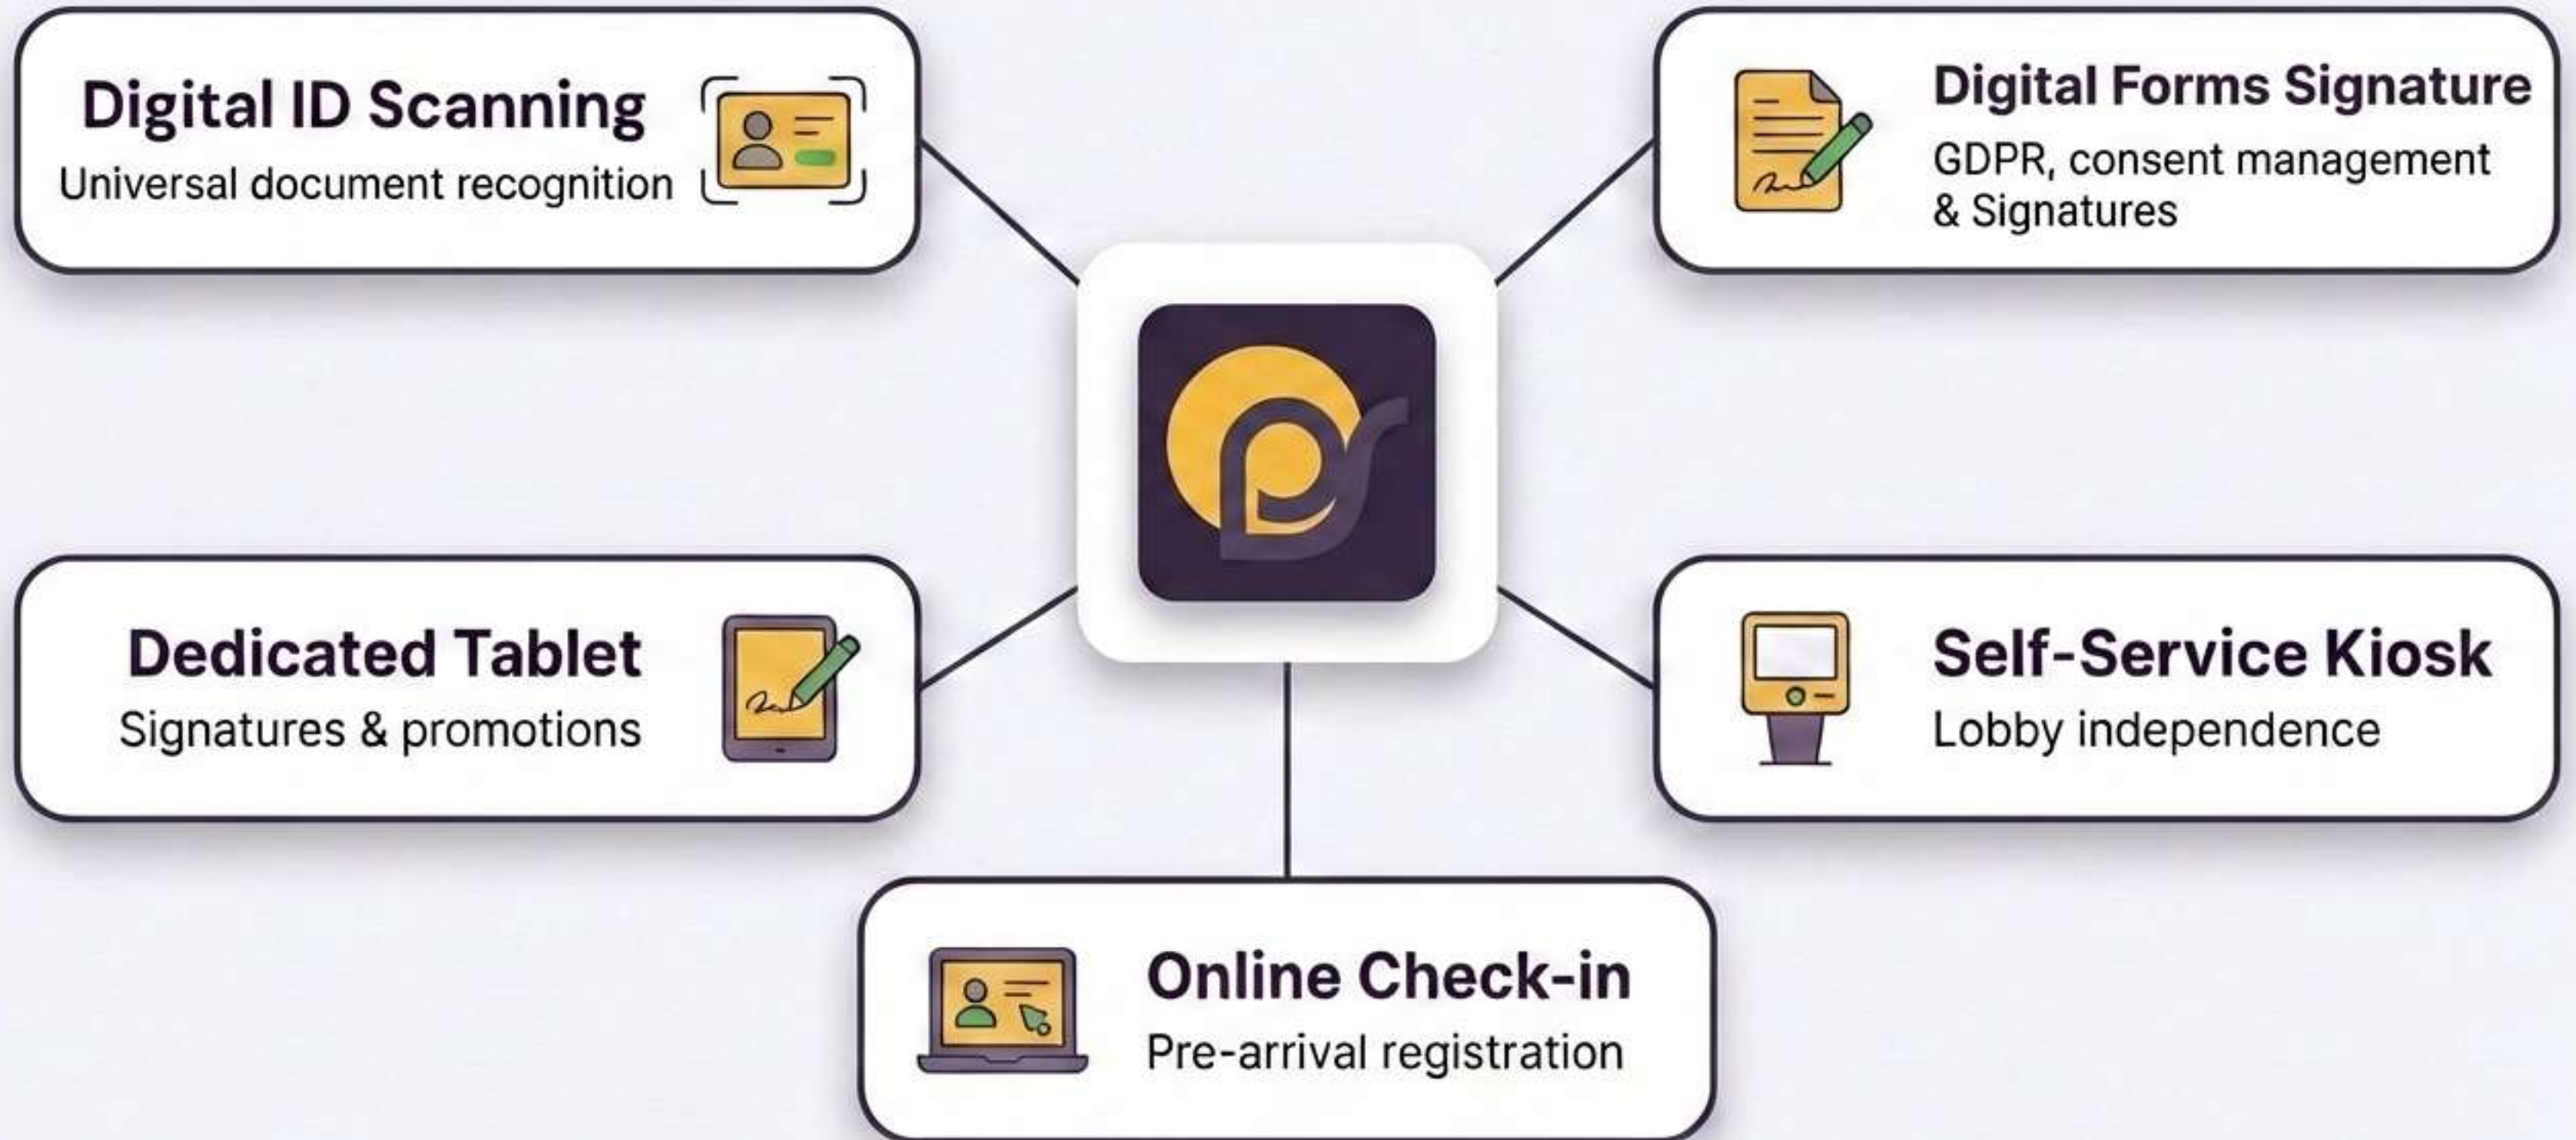 Digital ID Scanning
Universal document recognition
Digital Forms Signature
GDPR, consent management
& Signatures
Dedicated Tablet
Signatures & promotions
Self-Service Kiosk
Lobby independence
Online Check-in
Pre-arrival registration